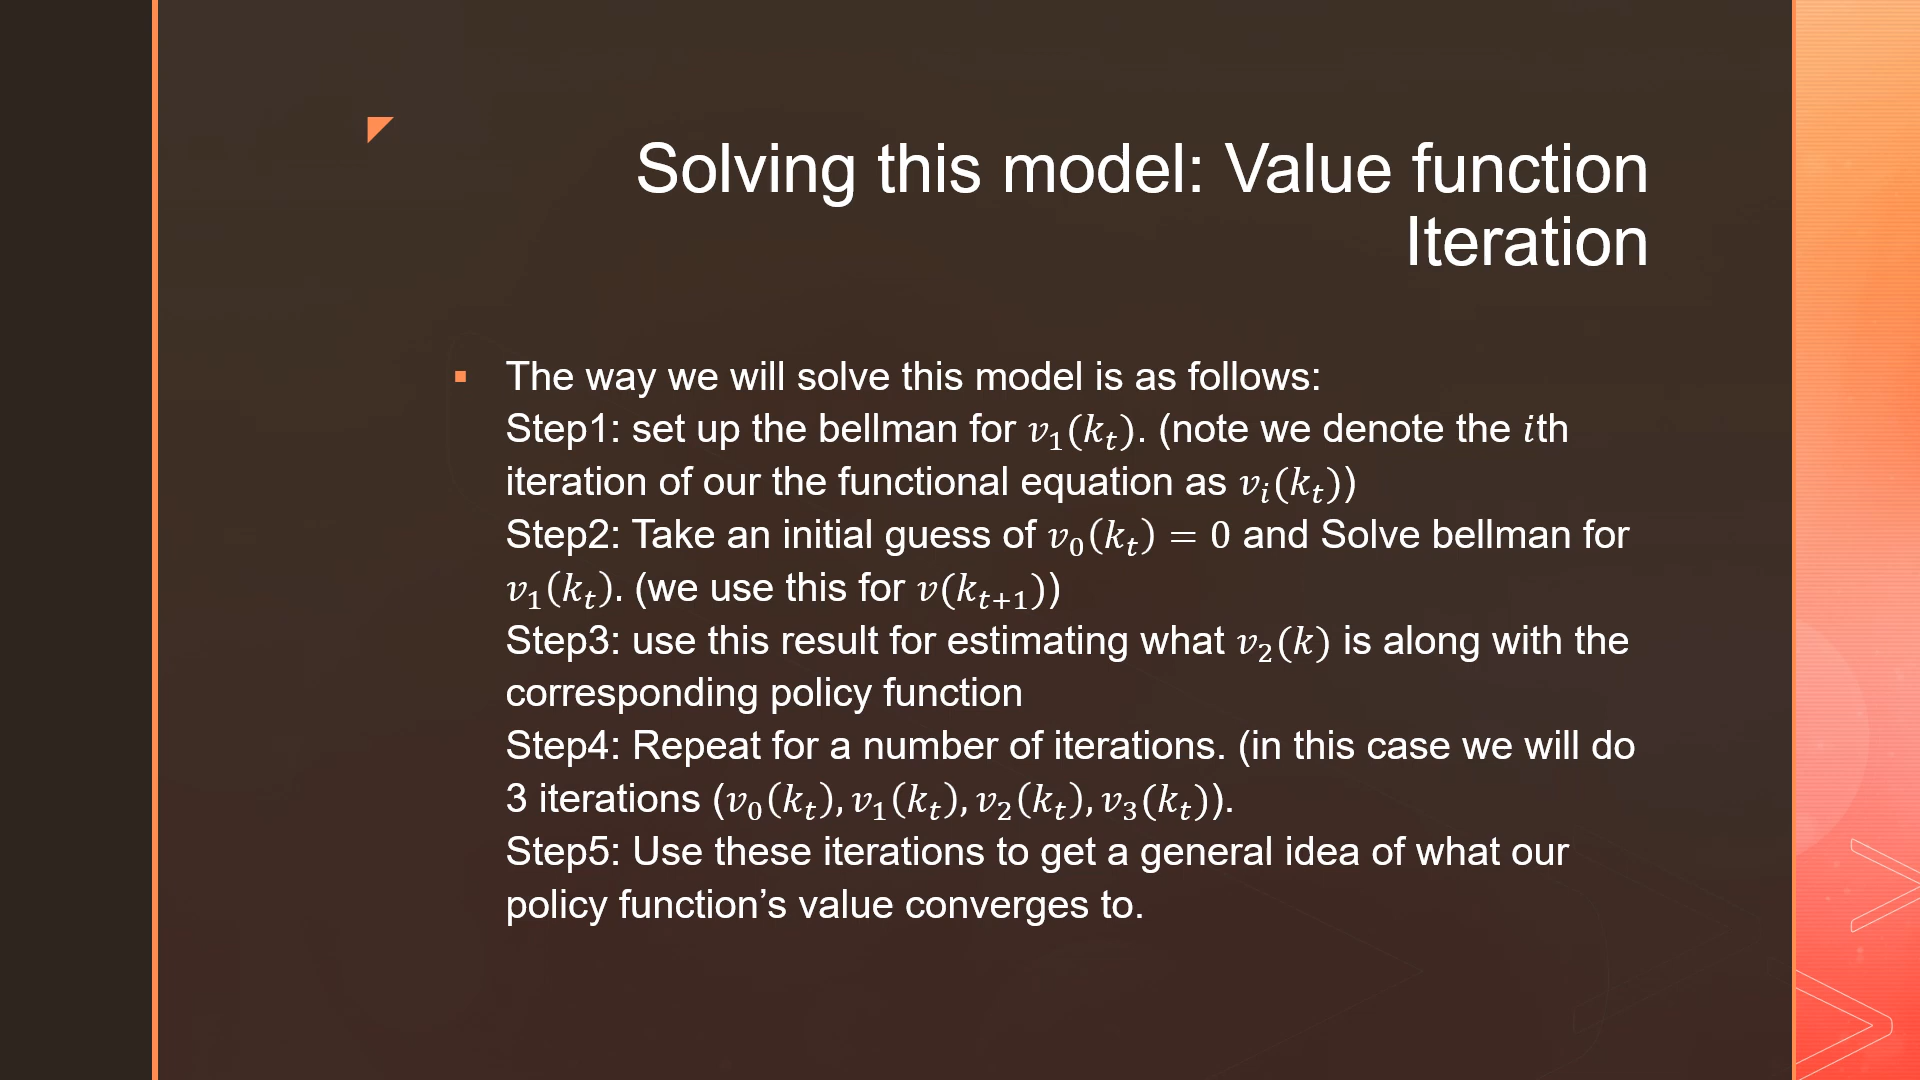 Solving this model: Value function
Iteration
▪ The way we will solve this model is as follows:
Step1: set up the bellman for 𝑣₁(𝑘ₜ). (note we denote the 𝑖th
iteration of our the functional equation as 𝑣ᵢ(𝑘ₜ))
Step2: Take an initial guess of 𝑣₀(𝑘ₜ) = 0 and Solve bellman for
𝑣₁(𝑘ₜ). (we use this for 𝑣(𝑘ₜ₊₁))
Step3: use this result for estimating what 𝑣₂(𝑘) is along with the
corresponding policy function
Step4: Repeat for a number of iterations. (in this case we will do
3 iterations (𝑣₀(𝑘ₜ), 𝑣₁(𝑘ₜ), 𝑣₂(𝑘ₜ), 𝑣₃(𝑘ₜ)).
Step5: Use these iterations to get a general idea of what our
policy function’s value converges to.